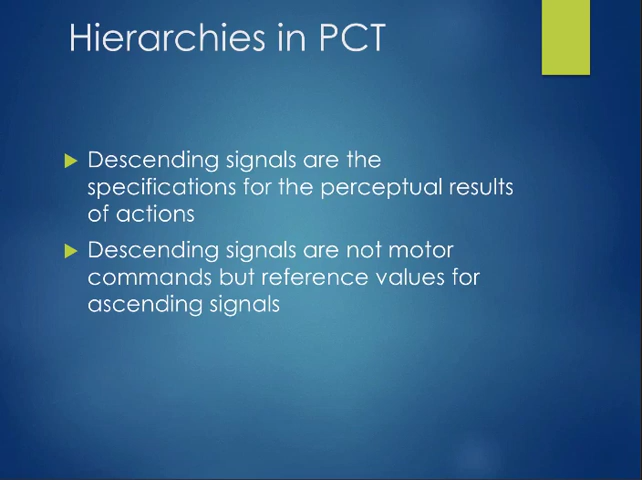 Hierarchies in PCT
Descending signals are the
specifications for the perceptual results
of actions
Descending signals are not motor
commands but reference values for
ascending signals